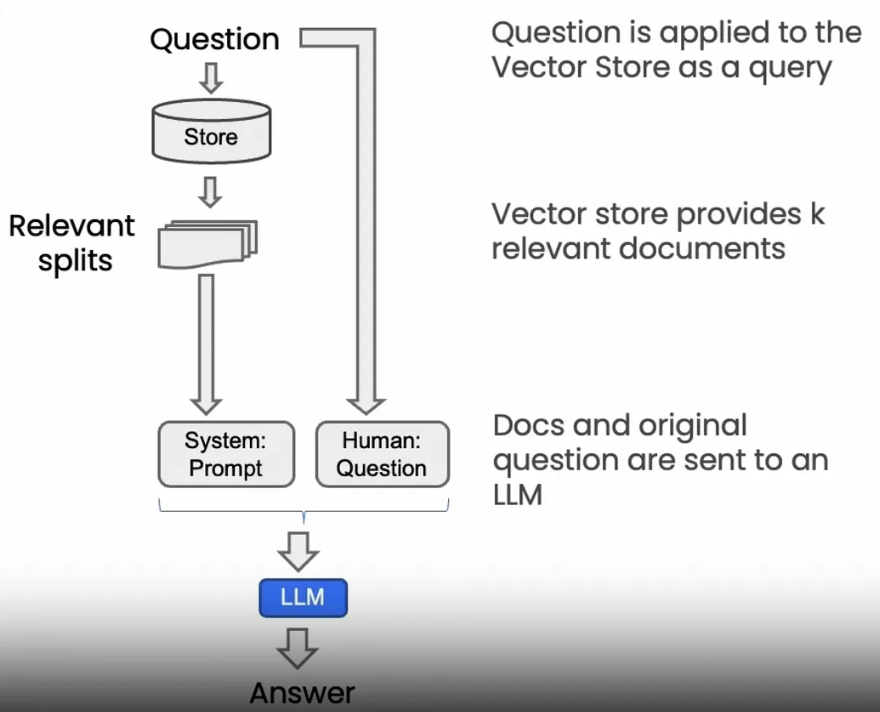 Question
Question is applied to the
Vector Store as a query
Store
Relevant
splits
Vector store provides k
relevant documents
System:
Prompt
Human:
Question
Docs and original
question are sent to an
LLM
LLM
Answer